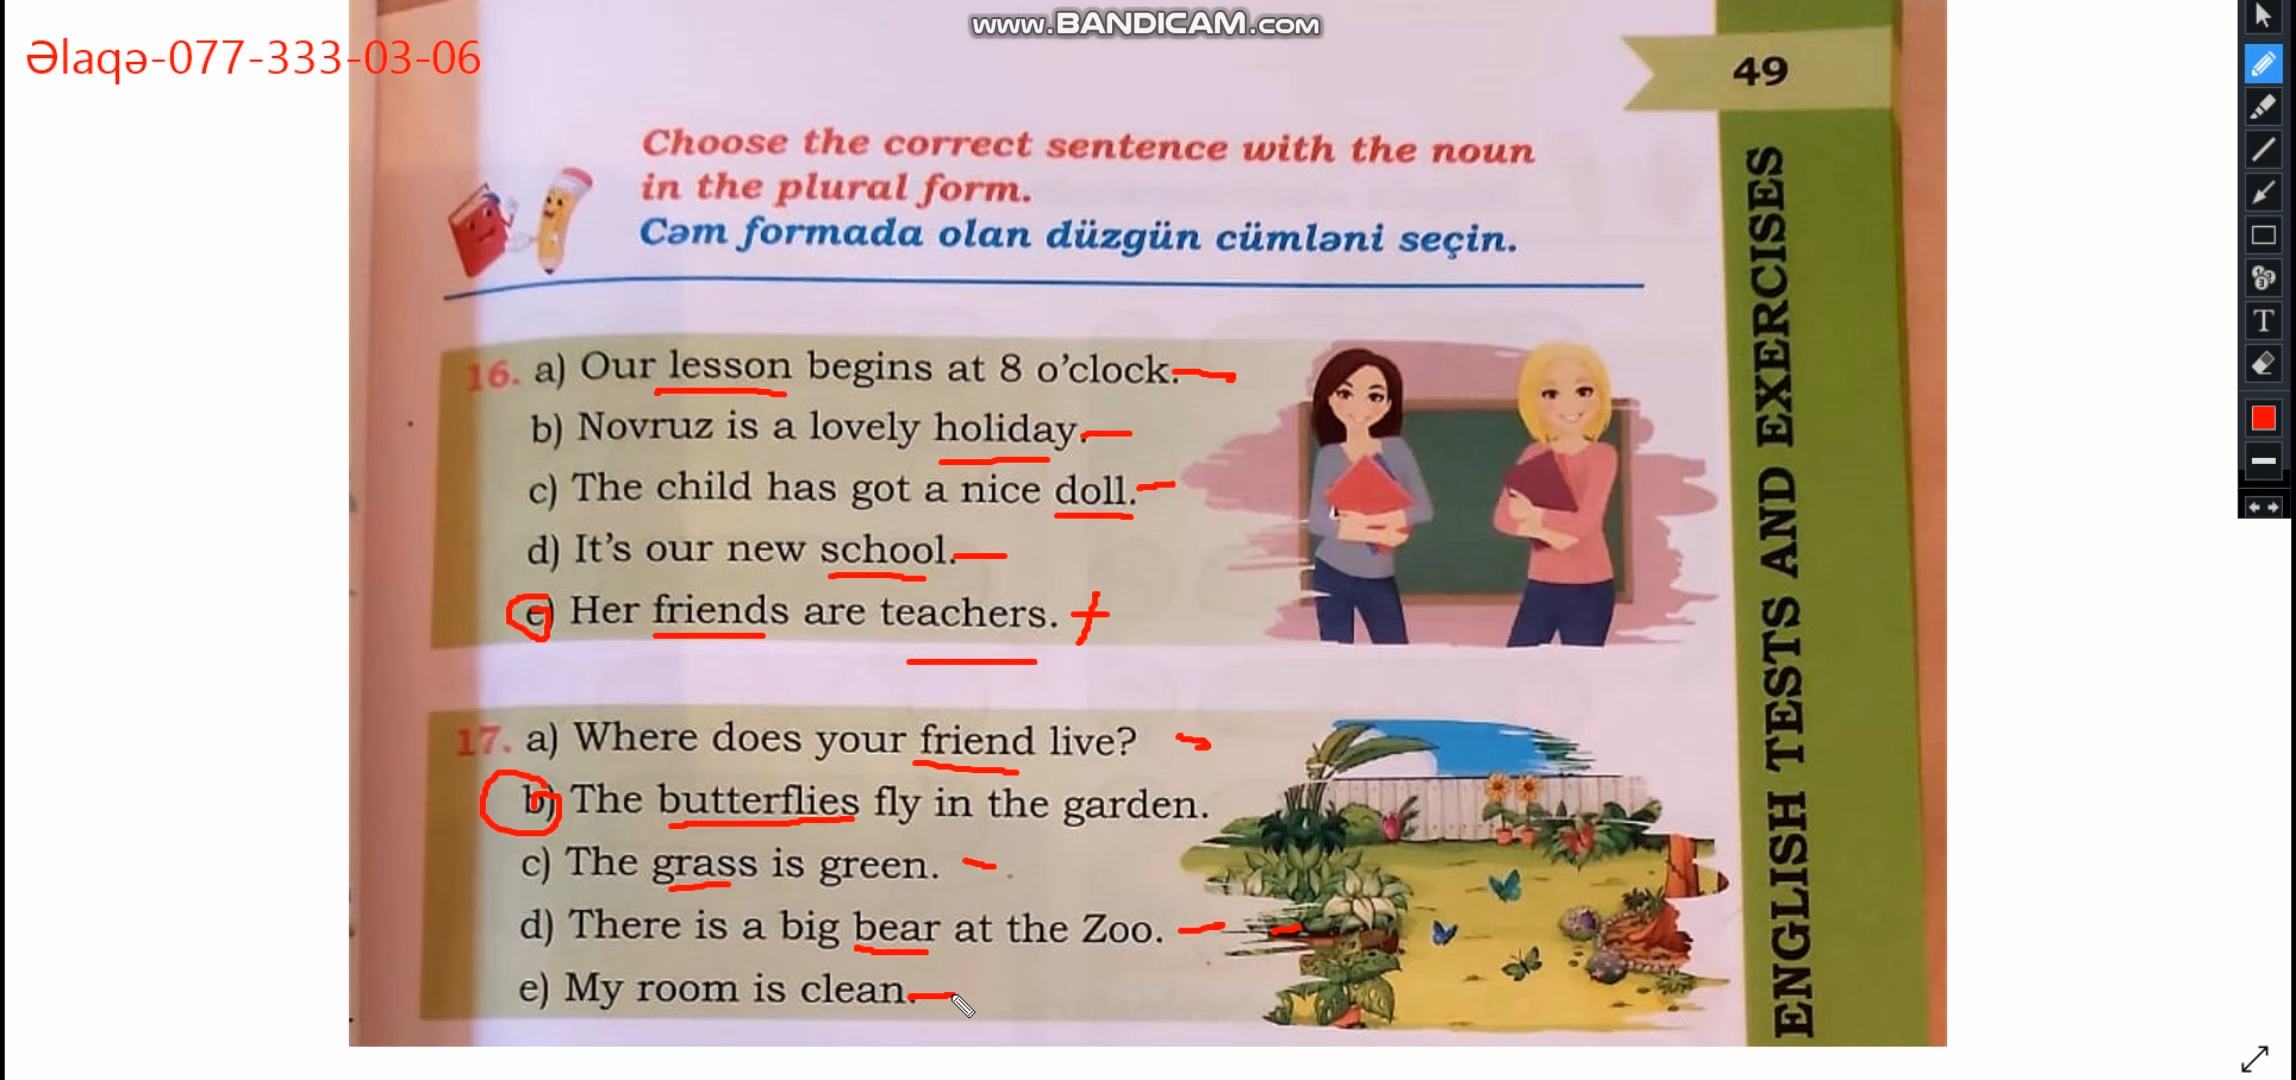 www.BANDICAM.com
Əlaqə-077-333-03-06
49
Choose the correct sentence with the noun
in the plural form.
Cəm formada olan düzgün cümləni seçin.
16. a) Our lesson begins at 8 o'clock.
b) Novruz is a lovely holiday.
c) The child has got a nice doll.
d) It's our new school.
e) Her friends are teachers.
17. a) Where does your friend live?
b) The butterflies fly in the garden.
c) The grass is green.
d) There is a big bear at the Zoo.
e) My room is clean.
ENGLISH TESTS AND EXERCISES
T